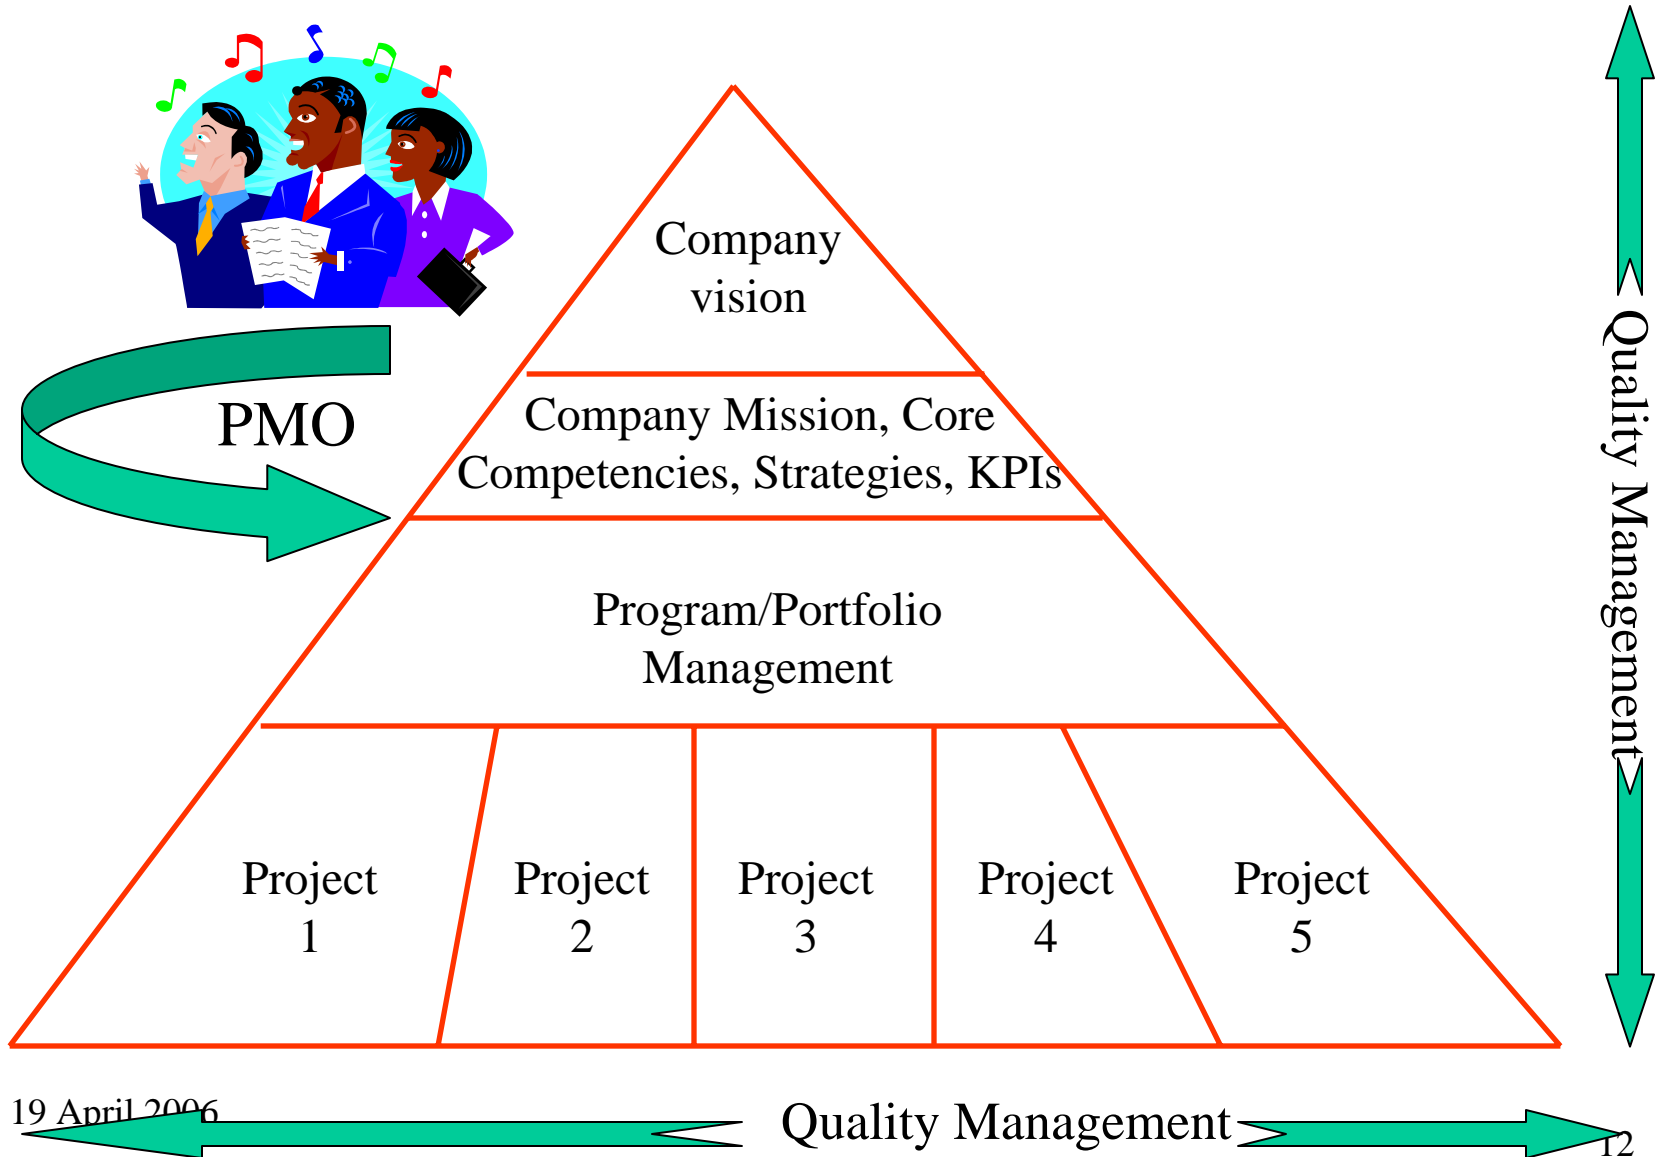 Company
vision
PMO
Company Mission, Core
Competencies, Strategies, KPIs
Program/Portfolio
Management
Project
1
Project
2
Project
3
Project
4
Project
5
Quality Management
19 April 2006
Quality Management
12